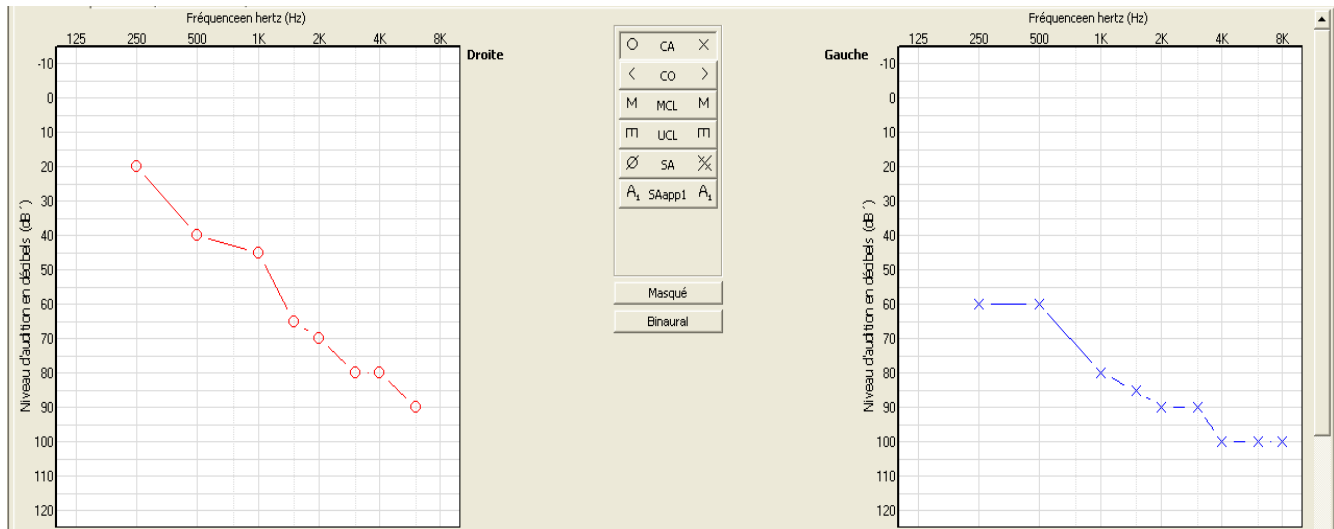 Fréquenceen hertz (Hz)
125 250 500 1K 2K 4K 8K
Droite
-10
0
10
20
30
40
50
60
70
80
90
100
110
120
Niveau d'audition en décibels (dB´)
O CA X
< CO >
M MCL M
E UCL E
Ø SA X
A1 SAapp1 A1
Masqué
Binaural
Fréquenceen hertz (Hz)
125 250 500 1K 2K 4K 8K
Gauche
-10
0
10
20
30
40
50
60
70
80
90
100
110
120
Niveau d'audition en décibels (dB´)